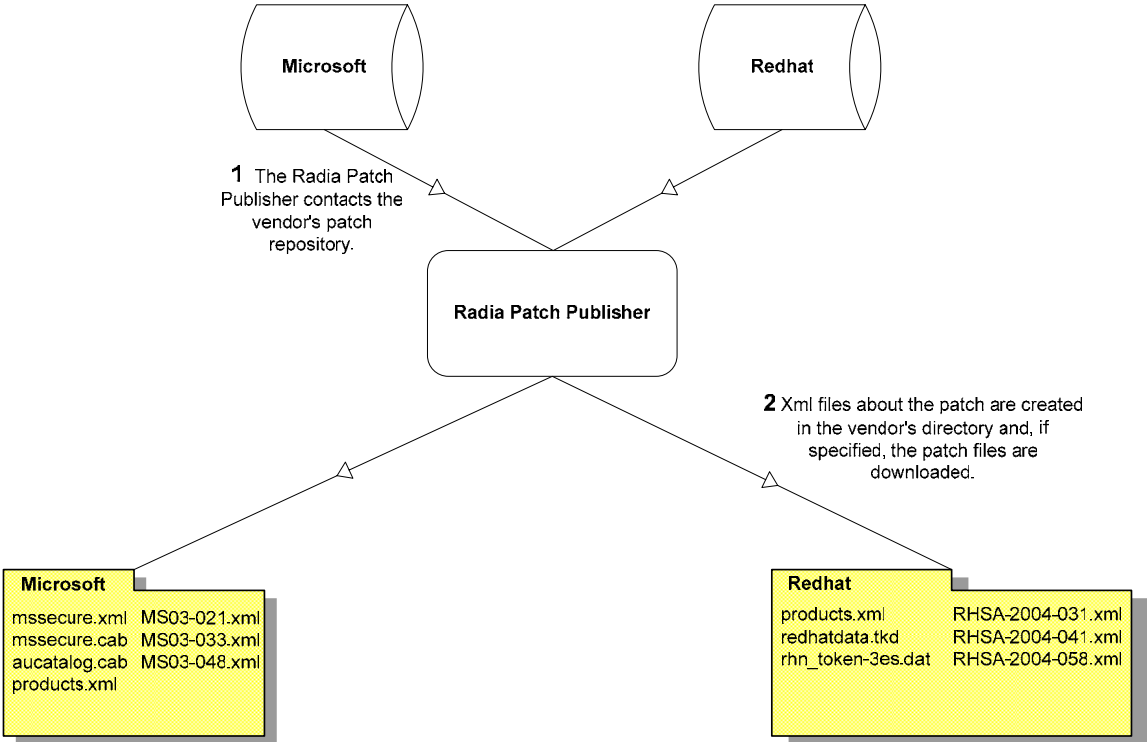 Microsoft
Redhat
1 The Radia Patch
Publisher contacts the
vendor's patch
repository.
Radia Patch Publisher
2 Xml files about the patch are created
in the vendor's directory and, if
specified, the patch files are
downloaded.
Microsoft
mssecure.xml MS03-021.xml
mssecure.cab MS03-033.xml
aucatalog.cab MS03-048.xml
products.xml
Redhat
products.xml RHSA-2004-031.xml
redhatdata.tkd RHSA-2004-041.xml
rhn_token-3es.dat RHSA-2004-058.xml